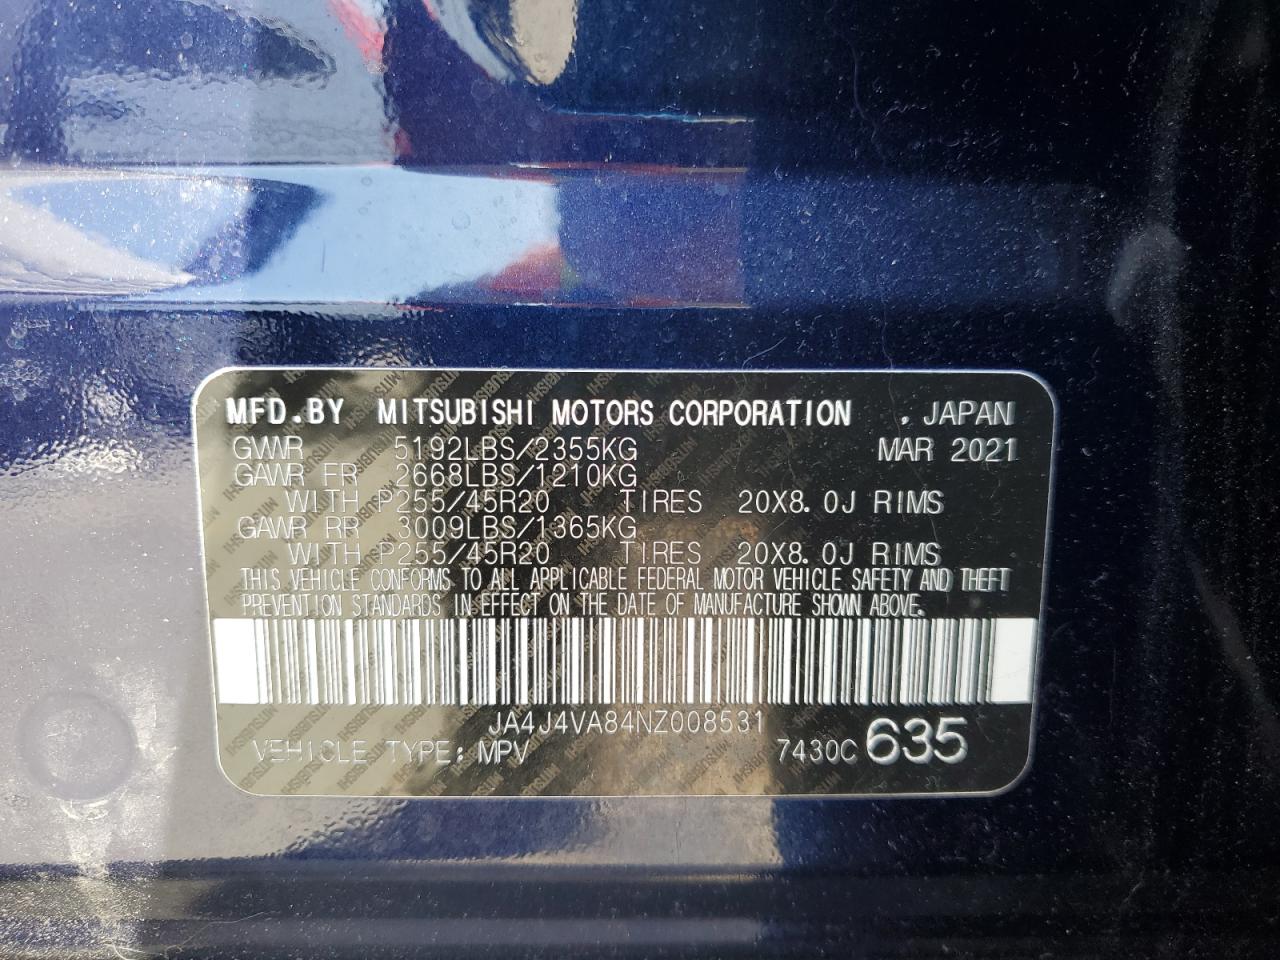 MFD.BY MITSUBISHI MOTORS CORPORATION , JAPAN
GVWR 5192LBS/2355KG MAR 2021
GAWR FR 2668LBS/1210KG
WITH P255/45R20 TIRES 20X8.0J RIMS
GAWR RR 3009LBS/1365KG
WITH P255/45R20 TIRES 20X8.0J RIMS
THIS VEHICLE CONFORMS TO ALL APPLICABLE FEDERAL MOTOR VEHICLE SAFETY AND THEFT
PREVENTION STANDARDS IN EFFECT ON THE DATE OF MANUFACTURE SHOWN ABOVE.
JA4J4VA84NZ008531
VEHICLE TYPE: MPV 7430C 635